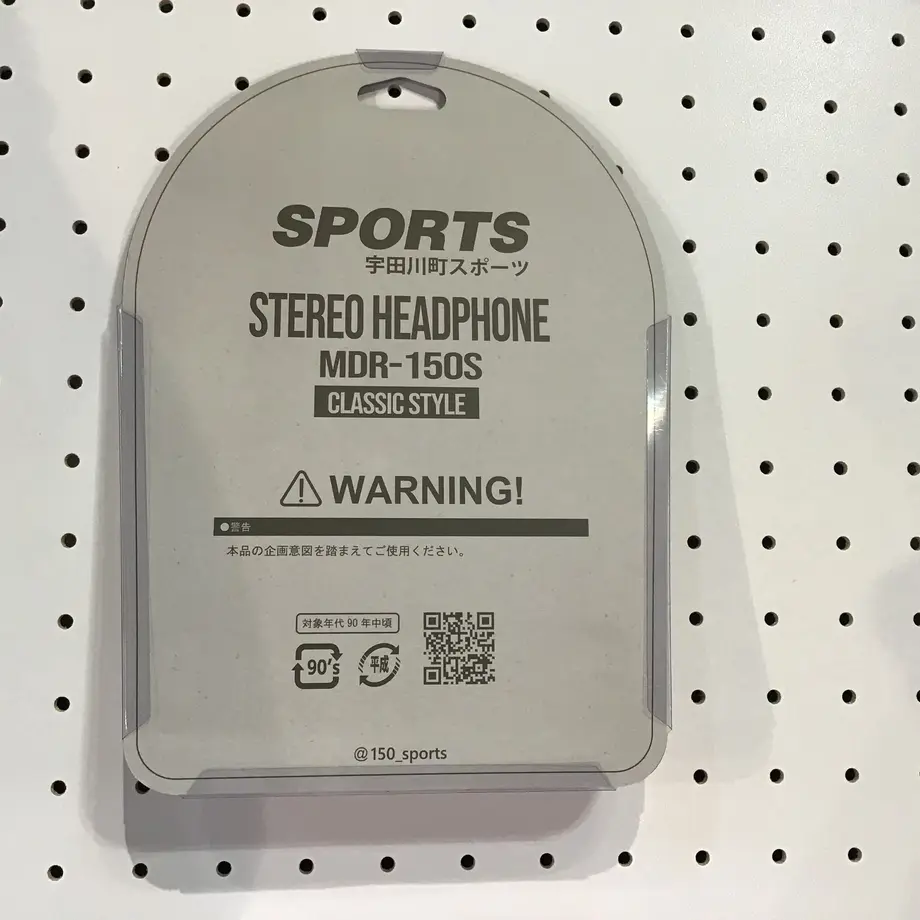 SPORTS
宇田川町スポーツ
STEREO HEADPHONE
MDR-150S
CLASSIC STYLE
WARNING!
●警告
本品の企画意図を踏まえてご使用ください。
対象年代90年中頃
90's
平成
@150_sports